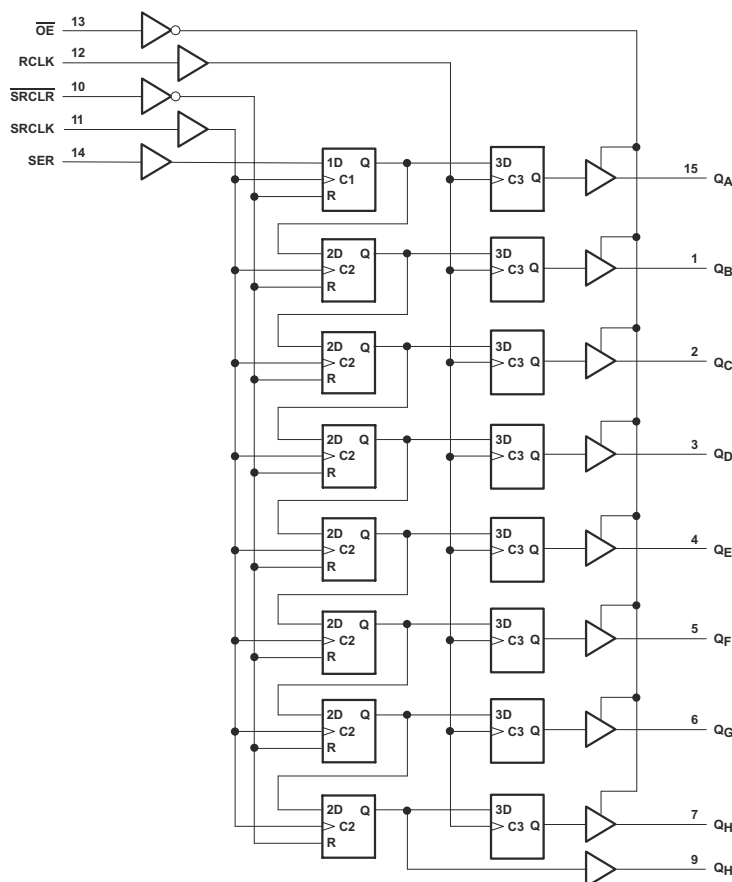 OE 13
RCLK 12
SRCLR 10
SRCLK 11
SER 14
1D Q 3D
C1 C3 Q 15 QA
R
2D Q 3D
C2 C3 Q 1 QB
R
2D Q 3D
C2 C3 Q 2 QC
R
2D Q 3D
C2 C3 Q 3 QD
R
2D Q 3D
C2 C3 Q 4 QE
R
2D Q 3D
C2 C3 Q 5 QF
R
2D Q 3D
C2 C3 Q 6 QG
R
2D Q 3D
C2 C3 Q 7 QH
R
9 QH